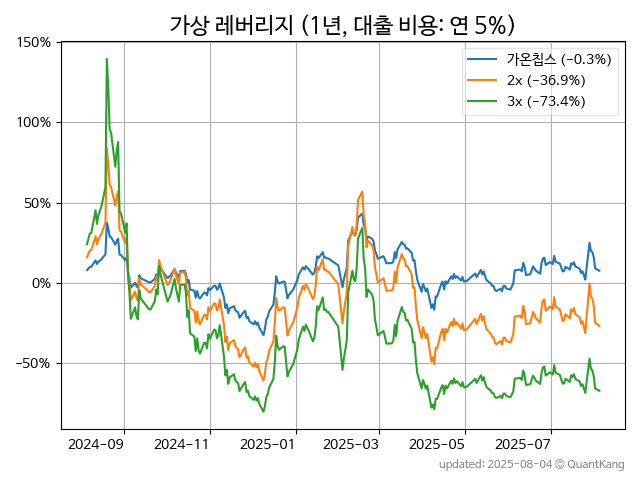 가상 레버리지 (1년, 대출 비용: 연 5%)
150%
100%
50%
0%
−50%
가온칩스 (−0.3%)
2x (−36.9%)
3x (−73.4%)
2024-09
2024-11
2025-01
2025-03
2025-05
2025-07
updated: 2025-08-04 © QuantKang